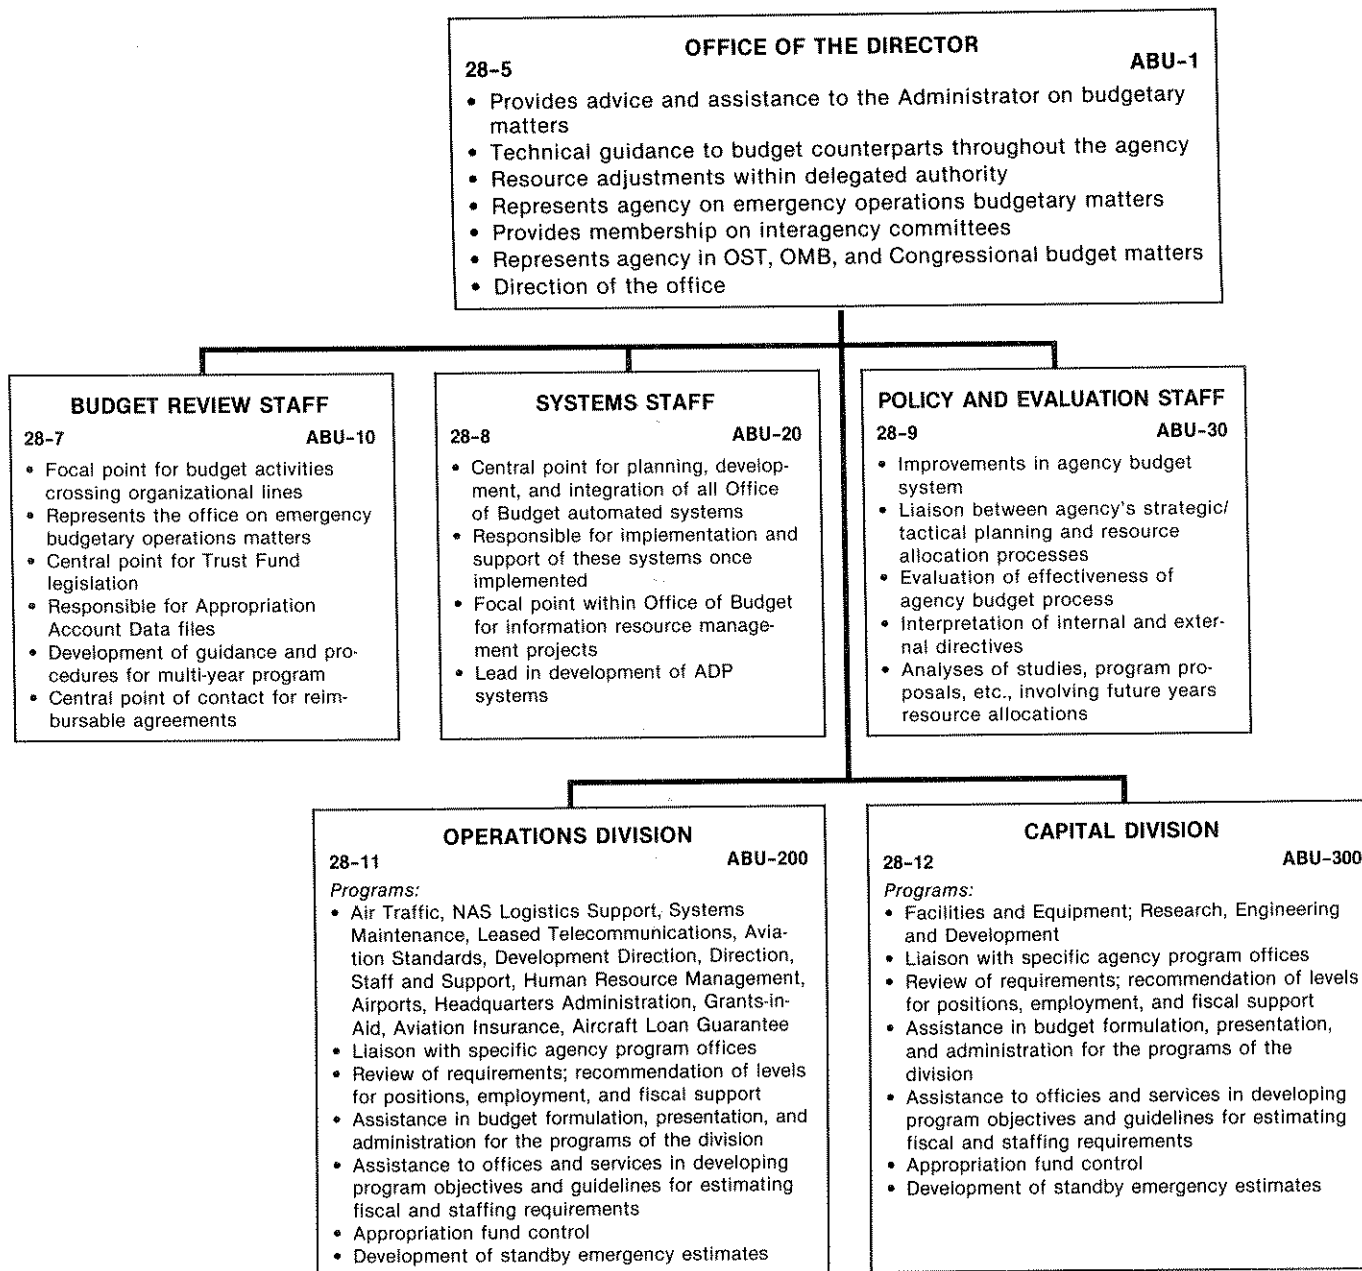 OFFICE OF THE DIRECTOR
28-5 ABU-1
• Provides advice and assistance to the Administrator on budgetary
matters
• Technical guidance to budget counterparts throughout the agency
• Resource adjustments within delegated authority
• Represents agency on emergency operations budgetary matters
• Provides membership on interagency committees
• Represents agency in OST, OMB, and Congressional budget matters
• Direction of the office
BUDGET REVIEW STAFF
28-7 ABU-10
• Focal point for budget activities
crossing organizational lines
• Represents the office on emergency
budgetary operations matters
• Central point for Trust Fund
legislation
• Responsible for Appropriation
Account Data files
• Development of guidance and pro-
cedures for multi-year program
• Central point of contact for reim-
bursable agreements
SYSTEMS STAFF
28-8 ABU-20
• Central point for planning, develop-
ment, and integration of all Office
of Budget automated systems
• Responsible for implementation and
support of these systems once
implemented
• Focal point within Office of Budget
for information resource manage-
ment projects
• Lead in development of ADP
systems
POLICY AND EVALUATION STAFF
28-9 ABU-30
• Improvements in agency budget
system
• Liaison between agency's strategic/
tactical planning and resource
allocation processes
• Evaluation of effectiveness of
agency budget process
• Interpretation of internal and exter-
nal directives
• Analyses of studies, program pro-
posals, etc., involving future years
resource allocations
OPERATIONS DIVISION
28-11 ABU-200
Programs:
• Air Traffic, NAS Logistics Support, Systems
Maintenance, Leased Telecommunications, Avia-
tion Standards, Development Direction, Direction,
Staff and Support, Human Resource Management,
Airports, Headquarters Administration, Grants-in-
Aid, Aviation Insurance, Aircraft Loan Guarantee
• Liaison with specific agency program offices
• Review of requirements; recommendation of levels
for positions, employment, and fiscal support
• Assistance in budget formulation, presentation, and
administration for the programs of the division
• Assistance to offices and services in developing
program objectives and guidelines for estimating
fiscal and staffing requirements
• Appropriation fund control
• Development of standby emergency estimates
CAPITAL DIVISION
28-12 ABU-300
Programs:
• Facilities and Equipment; Research, Engineering
and Development
• Liaison with specific agency program offices
• Review of requirements; recommendation of levels
for positions, employment, and fiscal support
• Assistance in budget formulation, presentation,
and administration for the programs of the
division
• Assistance to officies and services in developing
program objectives and guidelines for estimating
fiscal and staffing requirements
• Appropriation fund control
• Development of standby emergency estimates